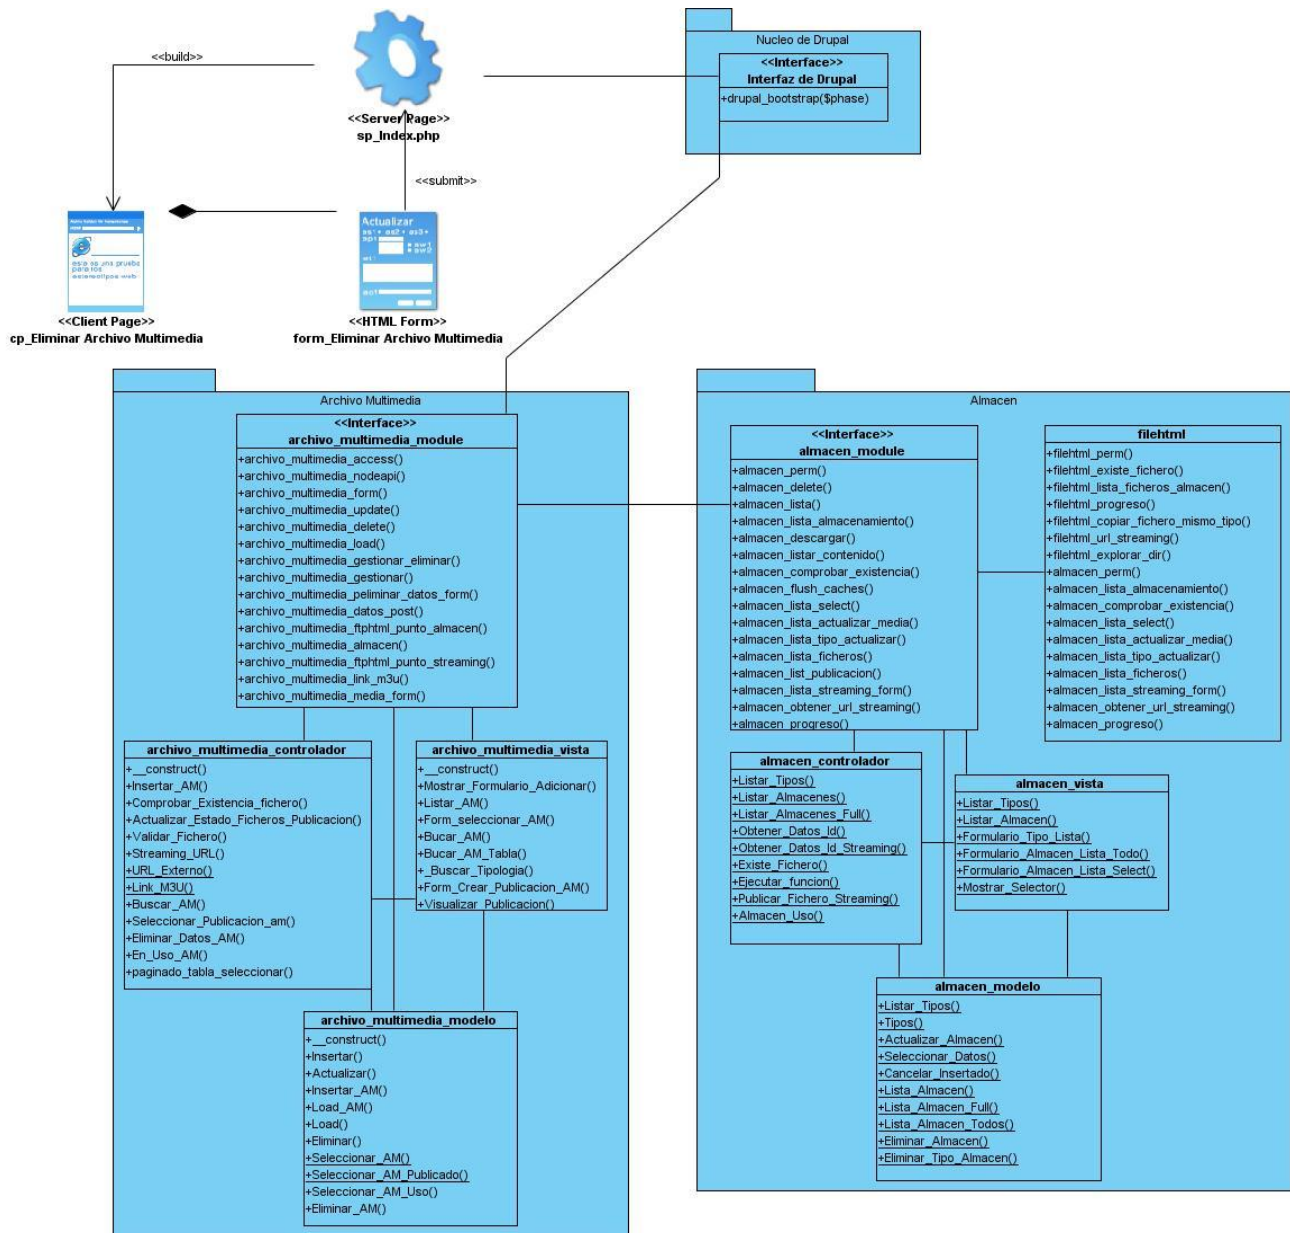 <<build>>
<<Server Page>>
sp_Index.php
Nucleo de Drupal
<<Interface>>
Interfaz de Drupal
+drupal_bootstrap($phase)
<<submit>>
Actualizar
<<Client Page>>
cp_Eliminar Archivo Multimedia
<<HTML Form>>
form_Eliminar Archivo Multimedia
Archivo Multimedia
<<Interface>>
archivo_multimedia_module
+archivo_multimedia_access()
+archivo_multimedia_nodeapi()
+archivo_multimedia_form()
+archivo_multimedia_update()
+archivo_multimedia_delete()
+archivo_multimedia_load()
+archivo_multimedia_gestionar_eliminar()
+archivo_multimedia_gestionar()
+archivo_multimedia_peliminar_datos_form()
+archivo_multimedia_datos_post()
+archivo_multimedia_ftphtml_punto_almacen()
+archivo_multimedia_almacen()
+archivo_multimedia_ftphtml_punto_streaming()
+archivo_multimedia_link_m3u()
+archivo_multimedia_media_form()
archivo_multimedia_controlador
+__construct()
+Insertar_AM()
+Comprobar_Existencia_fichero()
+Actualizar_Estado_Ficheros_Publicacion()
+Validar_Fichero()
+Streaming_URL()
+URL_Externo()
+Link_M3U()
+Buscar_AM()
+Seleccionar_Publicacion_am()
+Eliminar_Datos_AM()
+En_Uso_AM()
+paginado_tabla_seleccionar()
archivo_multimedia_vista
+__construct()
+Mostrar_Formulario_Adicionar()
+Listar_AM()
+Form_seleccionar_AM()
+Bucar_AM()
+Bucar_AM_Tabla()
+_Buscar_Tipologia()
+Form_Crear_Publicacion_AM()
+Visualizar_Publicacion()
archivo_multimedia_modelo
+__construct()
+Insertar()
+Actualizar()
+Insertar_AM()
+Load_AM()
+Load()
+Eliminar()
+Seleccionar_AM()
+Seleccionar_AM_Publicado()
+Seleccionar_AM_Uso()
+Eliminar_AM()
Almacen
<<Interface>>
almacen_module
+almacen_perm()
+almacen_delete()
+almacen_lista()
+almacen_lista_almacenamiento()
+almacen_descargar()
+almacen_listar_contenido()
+almacen_comprobar_existencia()
+almacen_flush_caches()
+almacen_lista_select()
+almacen_lista_actualizar_media()
+almacen_lista_tipo_actualizar()
+almacen_lista_ficheros()
+almacen_list_publicacion()
+almacen_lista_streaming_form()
+almacen_obtener_url_streaming()
+almacen_progreso()
filehtml
+filehtml_perm()
+filehtml_existe_fichero()
+filehtml_lista_ficheros_almacen()
+filehtml_progreso()
+filehtml_copiar_fichero_mismo_tipo()
+filehtml_url_streaming()
+filehtml_explorar_dir()
+almacen_perm()
+almacen_lista_almacenamiento()
+almacen_comprobar_existencia()
+almacen_lista_select()
+almacen_lista_actualizar_media()
+almacen_lista_tipo_actualizar()
+almacen_lista_ficheros()
+almacen_lista_streaming_form()
+almacen_obtener_url_streaming()
+almacen_progreso()
almacen_controlador
+Listar_Tipos()
+Listar_Almacenes()
+Listar_Almacenes_Full()
+Obtener_Datos_Id()
+Obtener_Datos_Id_Streaming()
+Existe_Fichero()
+Ejecutar_funcion()
+Publicar_Fichero_Streaming()
+Almacen_Uso()
almacen_vista
+Listar_Tipos()
+Listar_Almacen()
+Formulario_Tipo_Lista()
+Formulario_Almacen_Lista_Todo()
+Formulario_Almacen_Lista_Select()
+Mostrar_Selector()
almacen_modelo
+Listar_Tipos()
+Tipos()
+Actualizar_Almacen()
+Seleccionar_Datos()
+Cancelar_Insertado()
+Lista_Almacen()
+Lista_Almacen_Full()
+Lista_Almacen_Todos()
+Eliminar_Almacen()
+Eliminar_Tipo_Almacen()